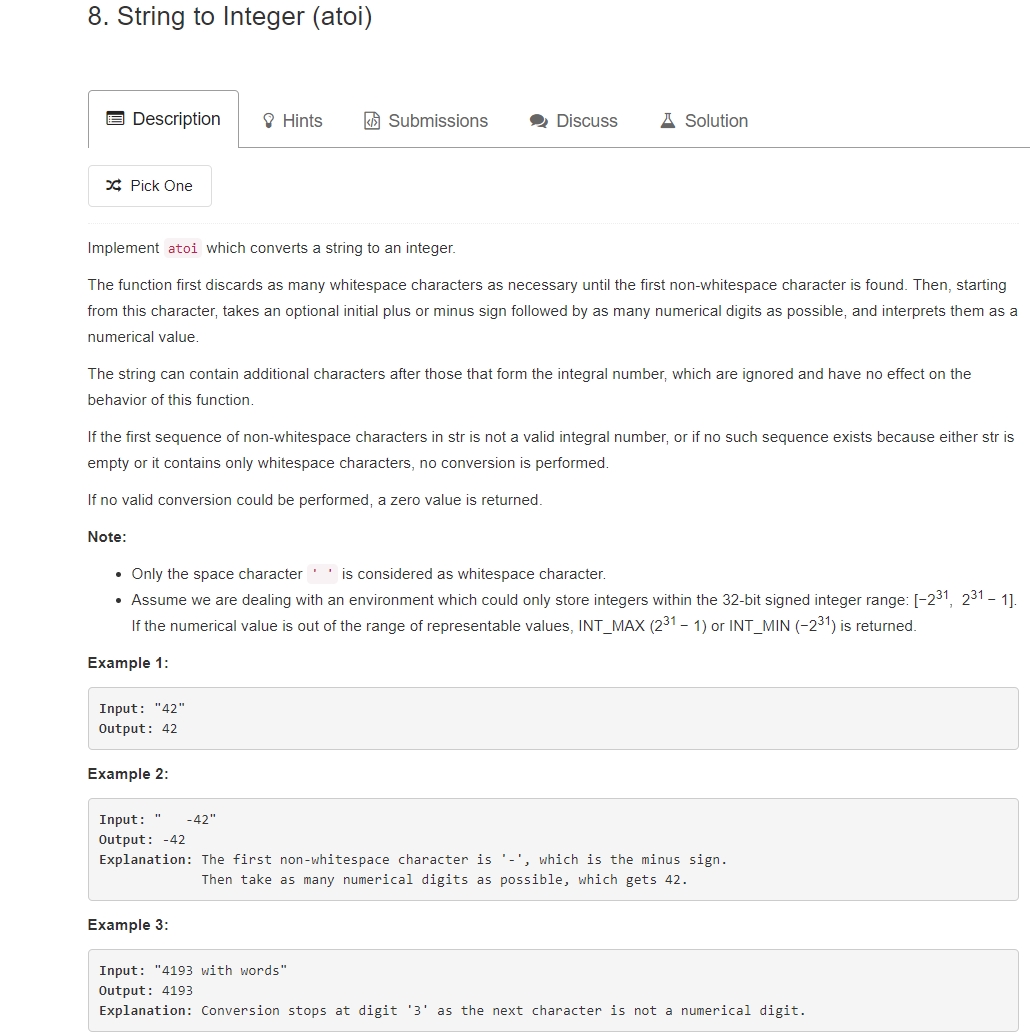 8. String to Integer (atoi)
Description
Hints
Submissions
Discuss
Solution
Pick One
Implement atoi which converts a string to an integer.
The function first discards as many whitespace characters as necessary until the first non-whitespace character is found. Then, starting
from this character, takes an optional initial plus or minus sign followed by as many numerical digits as possible, and interprets them as a
numerical value.
The string can contain additional characters after those that form the integral number, which are ignored and have no effect on the
behavior of this function.
If the first sequence of non-whitespace characters in str is not a valid integral number, or if no such sequence exists because either str is
empty or it contains only whitespace characters, no conversion is performed.
If no valid conversion could be performed, a zero value is returned.
Note:
• Only the space character ' ' is considered as whitespace character.
• Assume we are dealing with an environment which could only store integers within the 32-bit signed integer range: [−2³¹, 2³¹ − 1].
If the numerical value is out of the range of representable values, INT_MAX (2³¹ − 1) or INT_MIN (−2³¹) is returned.
Example 1:
Input: "42"
Output: 42
Example 2:
Input: "   -42"
Output: -42
Explanation: The first non-whitespace character is '-', which is the minus sign.
Then take as many numerical digits as possible, which gets 42.
Example 3:
Input: "4193 with words"
Output: 4193
Explanation: Conversion stops at digit '3' as the next character is not a numerical digit.